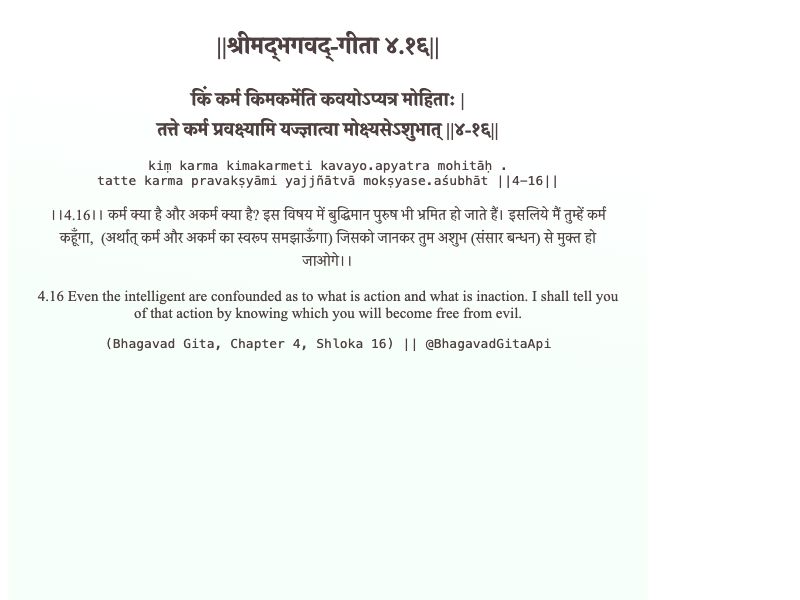 ||श्रीमद्‍भगवद्‍-गीता ४.१६||
किं कर्म किमकर्मेति कवयोऽप्यत्र मोहिताः |
तत्ते कर्म प्रवक्ष्यामि यज्ज्ञात्वा मोक्ष्यसेऽशुभात् ||४-१६||
kiṃ karma kimakarmeti kavayo.apyatra mohitāḥ .
tatte karma pravakṣyāmi yajjñātvā mokṣyase.aśubhāt ||4-16||
।।4.16।। कर्म क्या है और अकर्म क्या है? इस विषय में बुद्धिमान पुरुष भी भ्रमित हो जाते हैं। इसलिये मैं तुम्हें कर्म
कहूँगा, (अर्थात् कर्म और अकर्म का स्वरूप समझाऊँगा) जिसको जानकर तुम अशुभ (संसार बन्धन) से मुक्त हो
जाओगे।।
4.16 Even the intelligent are confounded as to what is action and what is inaction. I shall tell you
of that action by knowing which you will become free from evil.
(Bhagavad Gita, Chapter 4, Shloka 16) || @BhagavadGitaApi